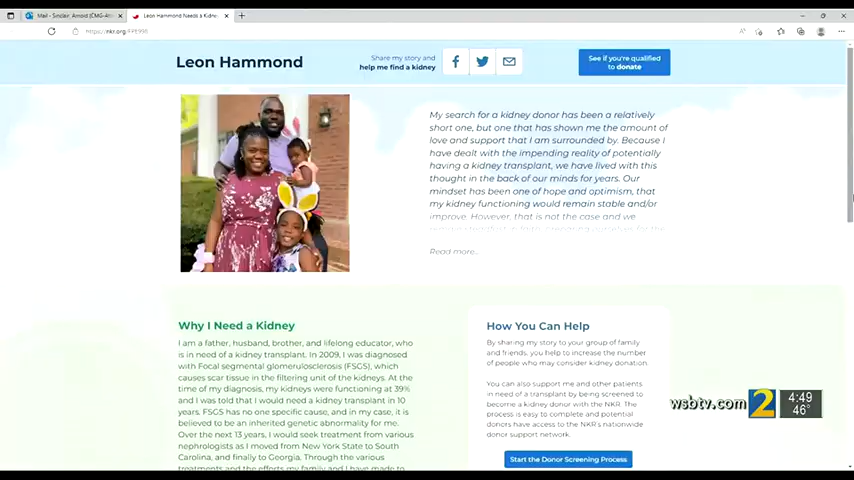 Mail - Sinclair, Arnold (CMG-Atl
Leon Hammond Needs a Kidne
https://nkr.org/
Leon Hammond
Share my story and
help me find a kidney
See if you're qualified
to donate
My search for a kidney donor has been a relatively
short one, but one that has shown me the amount of
love and support that I am surrounded by. Because I
have dealt with the impending reality of potentially
having a kidney transplant, we have lived with this
thought in the back of our minds for years. Our
mindset has been one of hope and optimism, that
my kidney functioning would remain stable and/or
improve. However, that is not the case and we
Read more...
Why I Need a Kidney
I am a father, husband, brother, and lifelong educator, who
is in need of a kidney transplant. In 2009, I was diagnosed
with Focal segmental glomerulosclerosis (FSGS), which
causes scar tissue in the filtering unit of the kidneys. At the
time of my diagnosis, my kidneys were functioning at 39%
and I was told that I would need a kidney transplant in 10
years. FSGS has no one specific cause, and in my case, it is
believed to be an inherited genetic abnormality for me.
Over the next 13 years, I would seek treatment from various
nephrologists as I moved from New York State to South
Carolina, and finally to Georgia. Through the various
treatments and the efforts my family and I have made to
How You Can Help
By sharing my story to your group of family
and friends, you help to increase the number
of people who may consider kidney donation.
You can also support me and other patients
in need of a transplant by being screened to
become a kidney donor with the NKR. The
process is easy to complete and potential
donors have access to the NKR's nationwide
donor support network.
Start the Donor Screening Process
wsbtv.com 2 4:49
46°